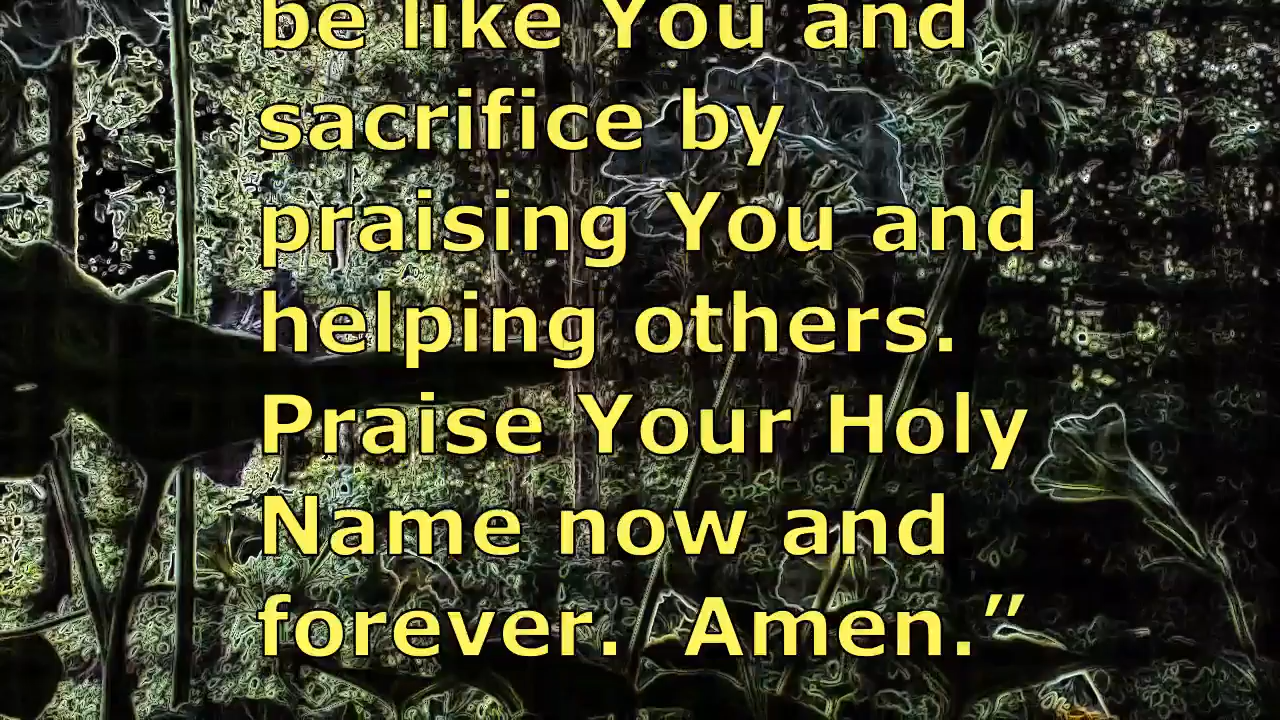 be like You and
sacrifice by
praising You and
helping others.
Praise Your Holy
Name now and
forever.  Amen.”